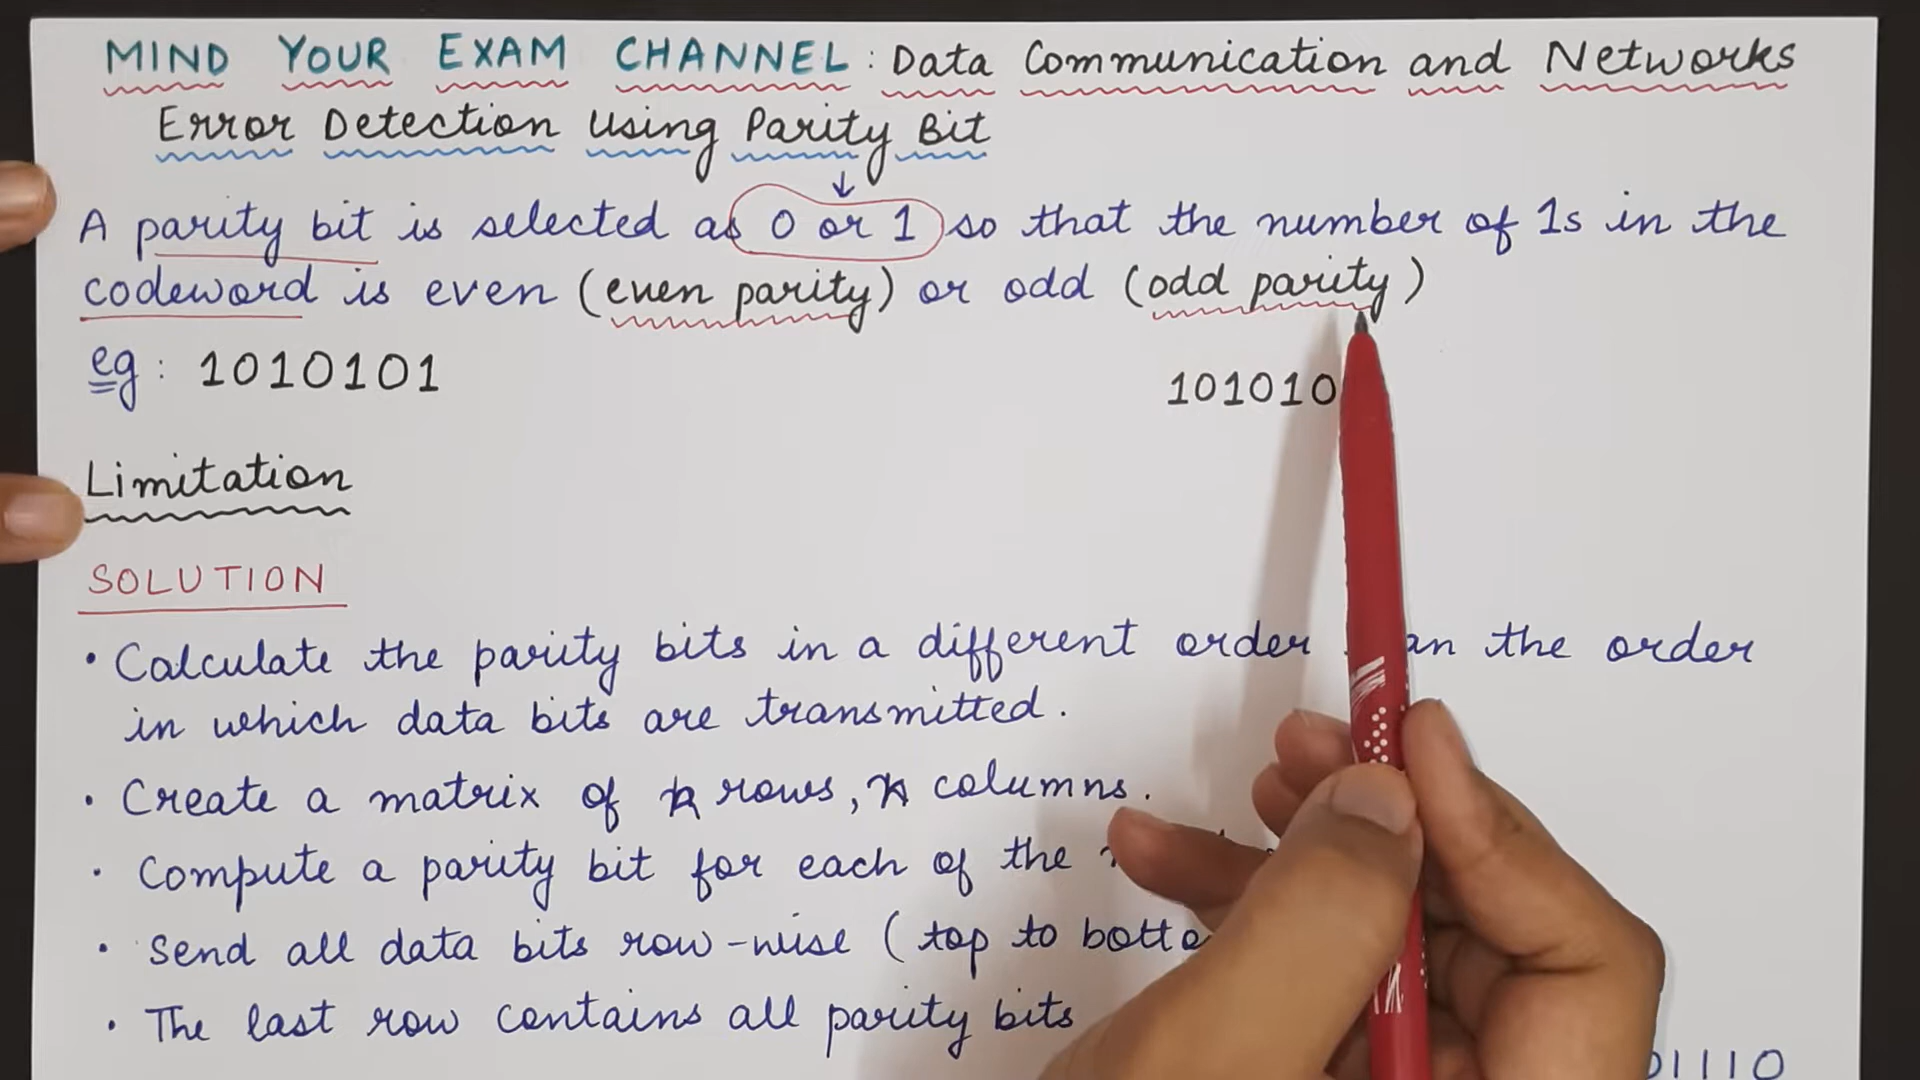 MIND YOUR EXAM CHANNEL: Data Communication and Networks
Error Detection Using Parity Bit
A parity bit is selected as 0 or 1 so that the number of 1s in the
codeword is even (even parity) or odd (odd parity)
eg: 1010101 101010
Limitation
SOLUTION
• Calculate the parity bits in a different order the order
in which data bits are transmitted.
• Create a matrix of rows, columns.
• Compute a parity bit for each of the
• Send all data bits row-wise (top to
• The last row contains all parity bits
1110